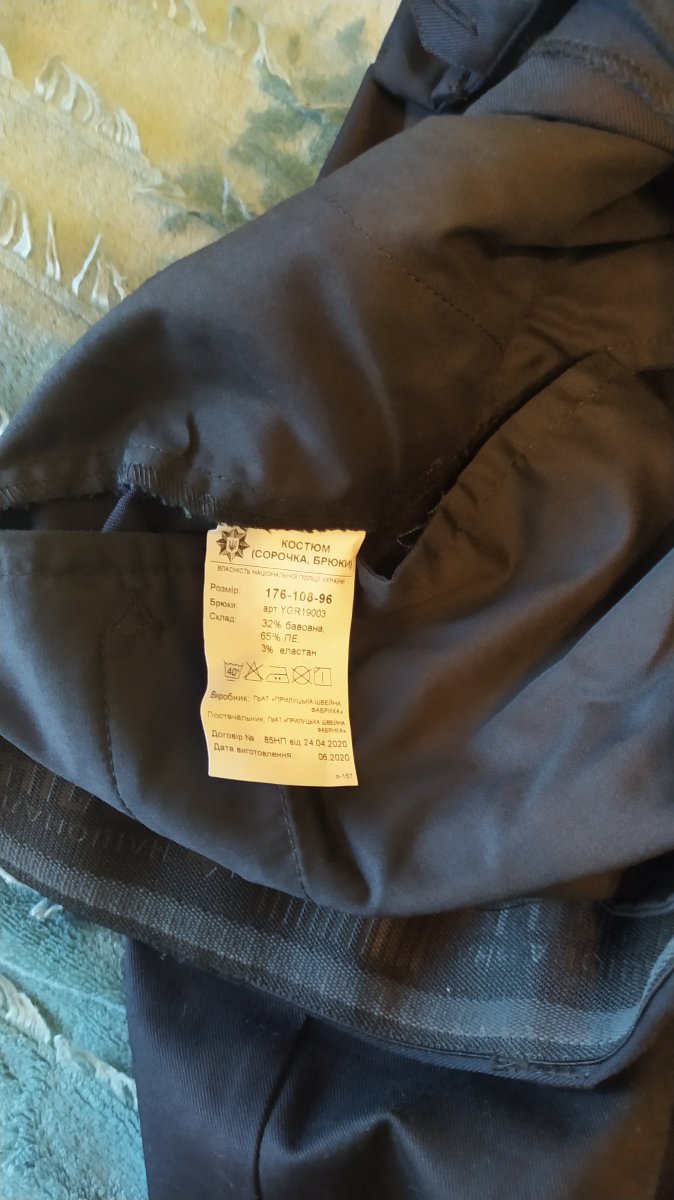 КОСТЮМ
(СОРОЧКА, БРЮКИ)
ВЛАСНІСТЬ НАЦІОНАЛЬНОЇ ПОЛІЦІЇ УКРАЇНИ
Розмір: 176-108-96
Брюки: арт.YGR19003
Склад: 32% бавовна,
65% ПЕ,
3% еластан
40°
Виробник: ПрАТ «ПРИЛУЦЬКА ШВЕЙНА
ФАБРИКА»
Постачальник: ПрАТ «ПРИЛУЦЬКА ШВЕЙНА
ФАБРИКА»
Договір № 85НП від 24.04.2020
Дата виготовлення: 06.2020
о-157